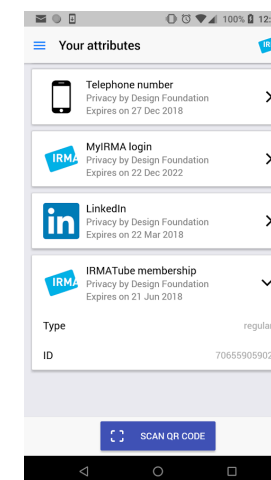 100% 12:
Your attributes
Telephone number
Privacy by Design Foundation
Expires on 27 Dec 2018
IRMA
MyIRMA login
Privacy by Design Foundation
Expires on 22 Dec 2022
in
LinkedIn
Privacy by Design Foundation
Expires on 22 Mar 2018
IRMA
IRMATube membership
Privacy by Design Foundation
Expires on 21 Jun 2018
Type regular
ID 70655905902
SCAN QR CODE